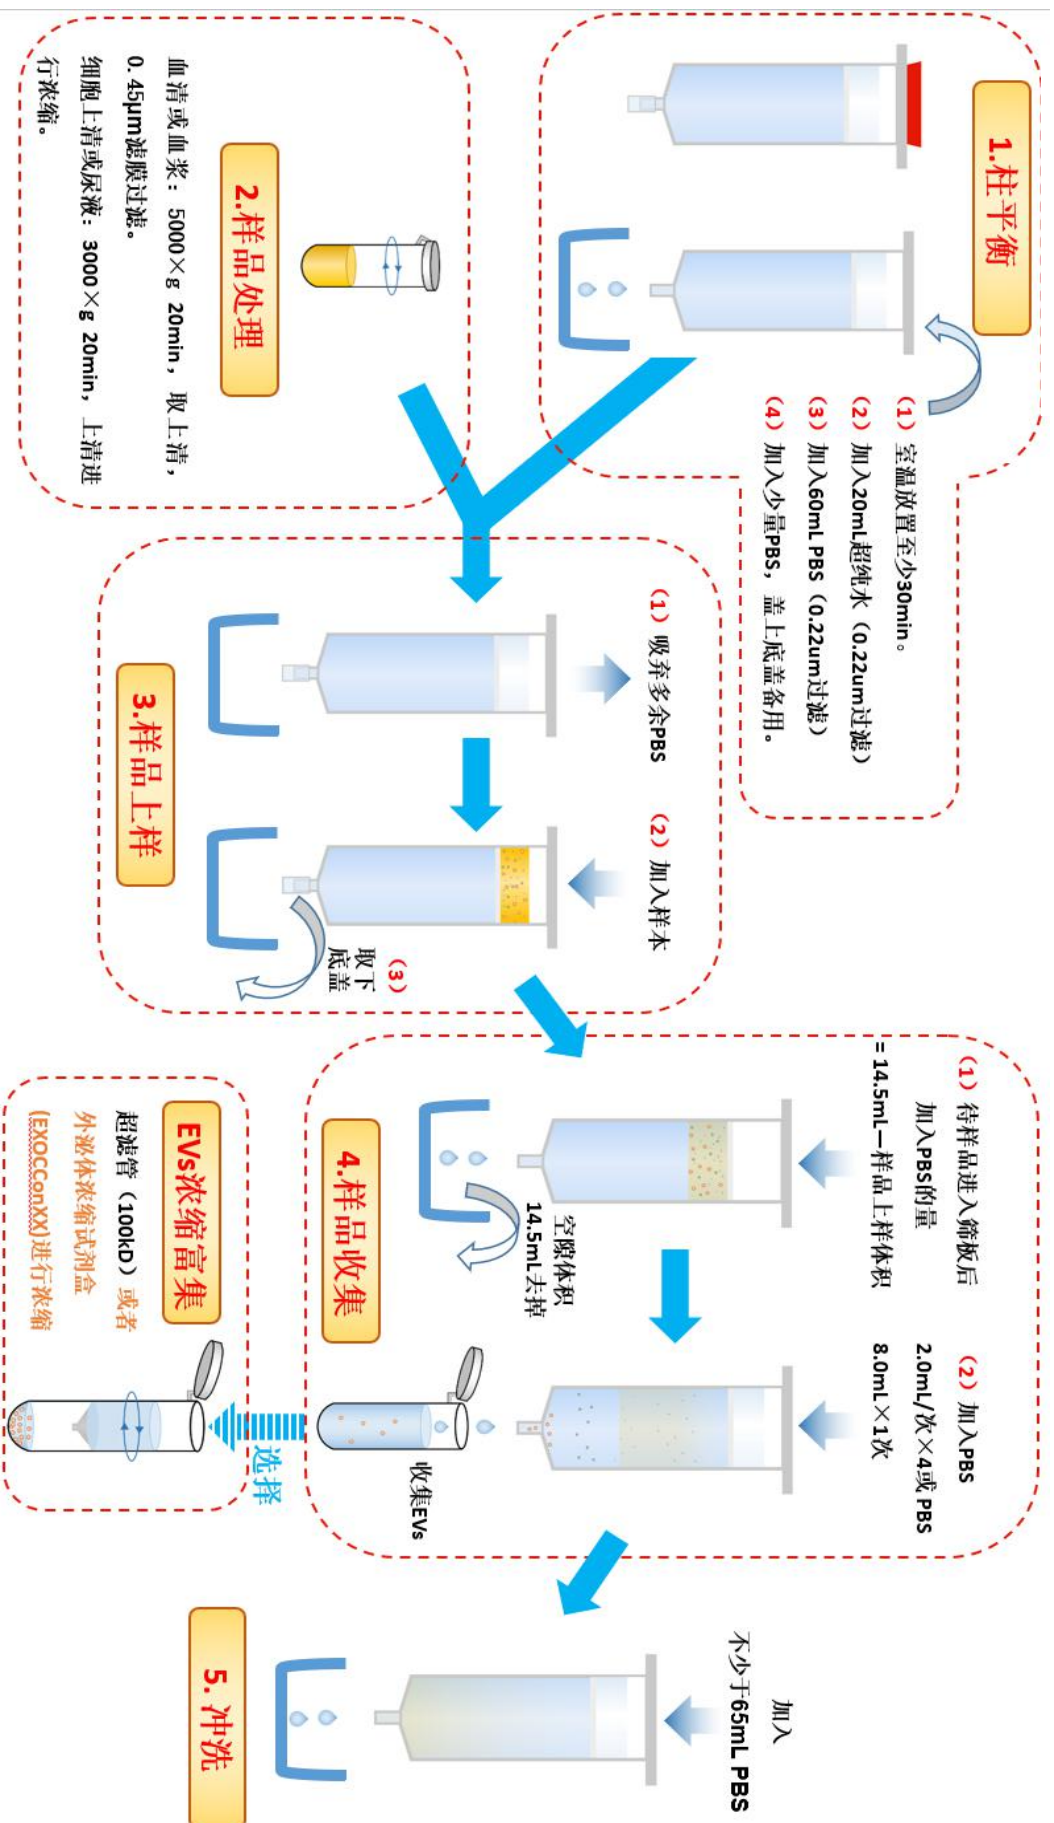 1.柱平衡
（1）室温放置至少30min。
（2）加入20mL超纯水（0.22um过滤）
（3）加入60mL PBS（0.22um过滤）
（4）加入少量PBS，盖上底盖备用。
2.样品处理
血清或血浆：5000×g 20min，取上清，
0.45μm滤膜过滤。
细胞上清或尿液：3000×g 20min，上清进
行浓缩。
（1）吸弃多余PBS
（2）加入样本
（3）
取下
底盖
3.样品上样
（1）待样品进入筛板后
加入PBS的量
= 14.5mL—样品上样体积
（2）加入PBS
2.0mL/次×4或 PBS
8.0mL×1次
空隙体积
14.5mL去掉
4.样品收集
收集EVs
选择
EVs浓缩富集
超滤管（100kD）或者
外泌体浓缩试剂盒
(EXOCConXX)进行浓缩
加入
不少于65mL PBS
5. 冲洗